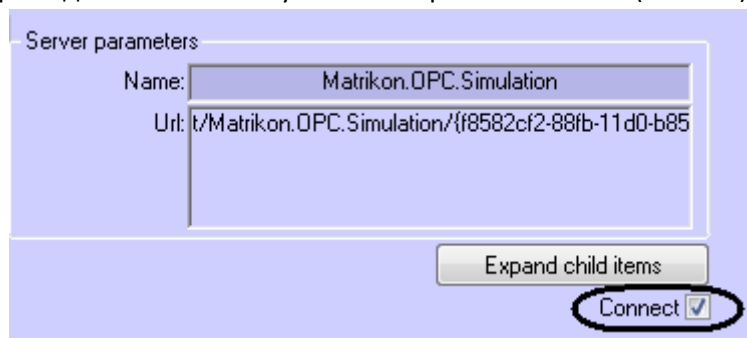 Server parameters
Name: Matrikon.OPC.Simulation
Url: t/Matrikon.OPC.Simulation/{f8582cf2-88fb-11d0-b85
Expand child items
Connect